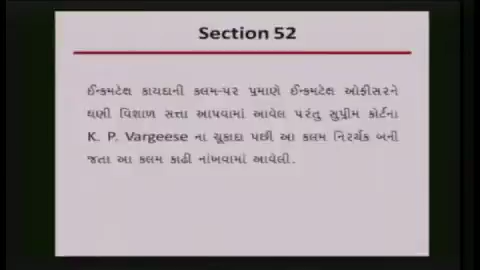 Section 52
ઈન્કમટેક્ષ કાયદાની કલમ-પર પ્રમાણે ઈન્કમટેક્ષ ઓફીસરને
ઘણી વિશાળ સત્તા આપવામાં આવેલ પરંતુ સુપ્રીમ કોર્ટના
K. P. Vargeese ના ચૂકાદા પછી આ કલમ નિરર્થક બની
જતા આ કલમ કાઢી નાંખવામાં આવેલી.